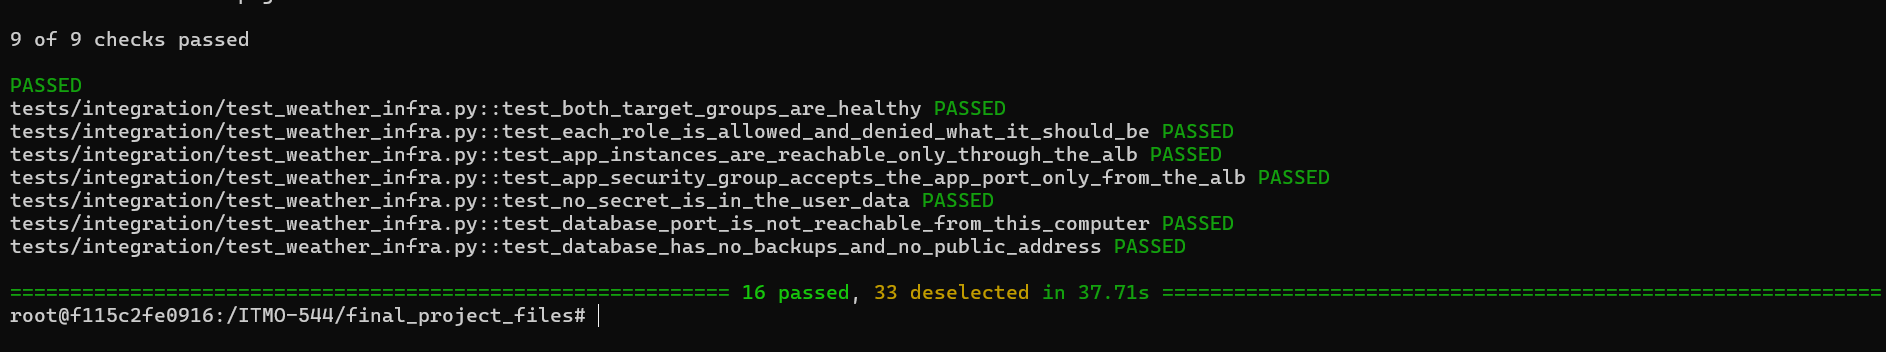 9 of 9 checks passed
PASSED
tests/integration/test_weather_infra.py::test_both_target_groups_are_healthy PASSED
tests/integration/test_weather_infra.py::test_each_role_is_allowed_and_denied_what_it_should_be PASSED
tests/integration/test_weather_infra.py::test_app_instances_are_reachable_only_through_the_alb PASSED
tests/integration/test_weather_infra.py::test_app_security_group_accepts_the_app_port_only_from_the_alb PASSED
tests/integration/test_weather_infra.py::test_no_secret_is_in_the_user_data PASSED
tests/integration/test_weather_infra.py::test_database_port_is_not_reachable_from_this_computer PASSED
tests/integration/test_weather_infra.py::test_database_has_no_backups_and_no_public_address PASSED
============================================================ 16 passed, 33 deselected in 37.71s ============================================================
root@f115c2fe0916:/ITMO-544/final_project_files#